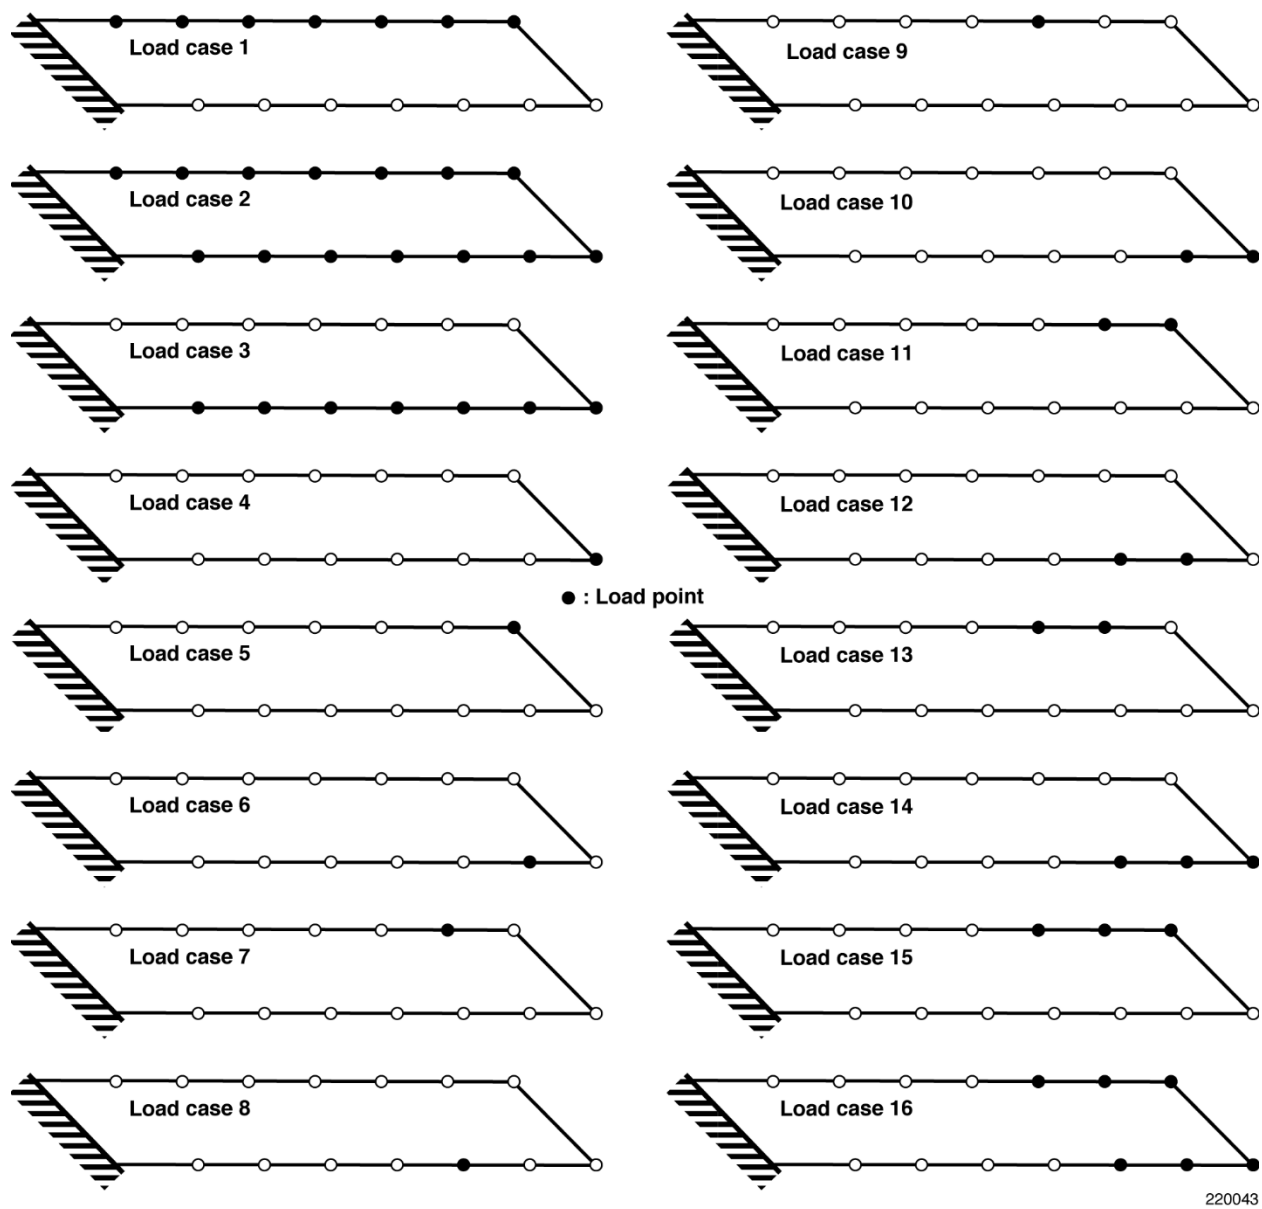 Load case 1
Load case 9
Load case 2
Load case 10
Load case 3
Load case 11
Load case 4
Load case 12
● : Load point
Load case 5
Load case 13
Load case 6
Load case 14
Load case 7
Load case 15
Load case 8
Load case 16
220043